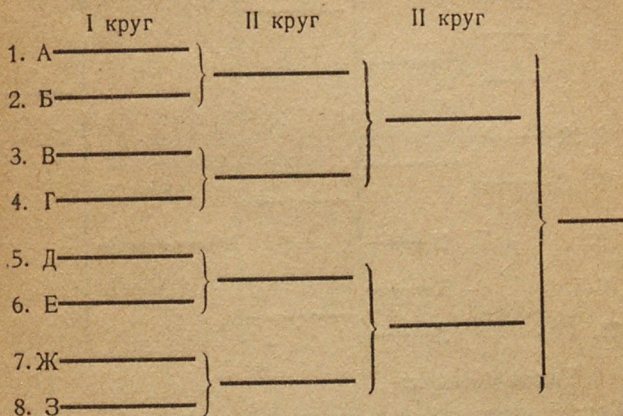 I круг II круг II круг
1. А
2. Б
3. В
4. Г
5. Д
6. Е
7. Ж
8. З